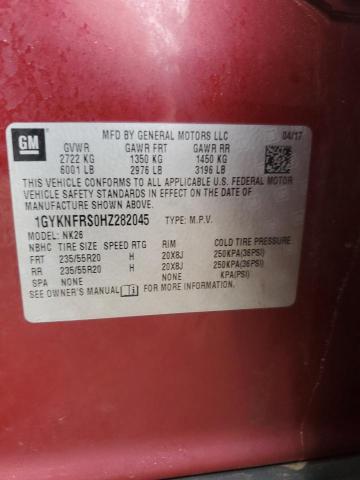 GM
MFD BY GENERAL MOTORS LLC 04/17
GVWR GAWR FRT GAWR RR
2722 KG 1350 KG 1450 KG
6001 LB 2976 LB 3196 LB
THIS VEHICLE CONFORMS TO ALL APPLICABLE U.S. FEDERAL MOTOR
VEHICLE SAFETY STANDARDS IN EFFECT ON THE DATE OF
MANUFACTURE SHOWN ABOVE.
1GYKNFRS0HZ282045 TYPE: M.P.V.
MODEL: NK26
NBHC TIRE SIZE SPEED RTG RIM COLD TIRE PRESSURE
FRT 235/55R20 H 20X8J 250KPA(36PSI)
RR 235/55R20 H 20X8J 250KPA(36PSI)
SPA NONE NONE KPA(PSI)
SEE OWNER'S MANUAL